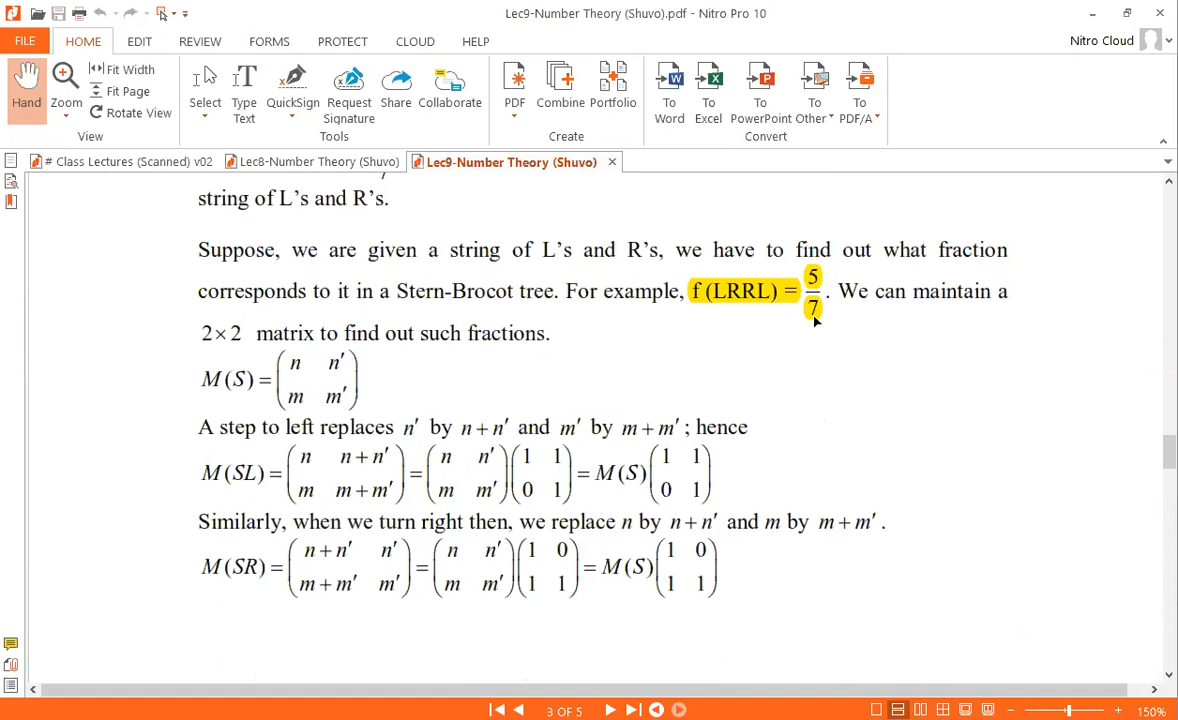 Lec9-Number Theory (Shuvo).pdf - Nitro Pro 10
FILE HOME EDIT REVIEW FORMS PROTECT CLOUD HELP Nitro Cloud
Hand Zoom Fit Width Fit Page Rotate View Select Type Text QuickSign Request Signature Share Collaborate PDF Combine Portfolio To Word To Excel To PowerPoint To Other To PDF/A
View Tools Create Convert
# Class Lectures (Scanned) v02 Lec8-Number Theory (Shuvo) Lec9-Number Theory (Shuvo)
string of L's and R's.
Suppose, we are given a string of L's and R's, we have to find out what fraction
corresponds to it in a Stern-Brocot tree. For example, f (LRRL) = 5/7. We can maintain a
2×2 matrix to find out such fractions.
M(S) = (n n′; m m′)
A step to left replaces n′ by n+n′ and m′ by m+m′; hence
M(SL) = (n n+n′; m m+m′) = (n n′; m m′)(1 1; 0 1) = M(S)(1 1; 0 1)
Similarly, when we turn right then, we replace n by n+n′ and m by m+m′.
M(SR) = (n+n′ n′; m+m′ m′) = (n n′; m m′)(1 0; 1 1) = M(S)(1 0; 1 1)
3 OF 5 150%